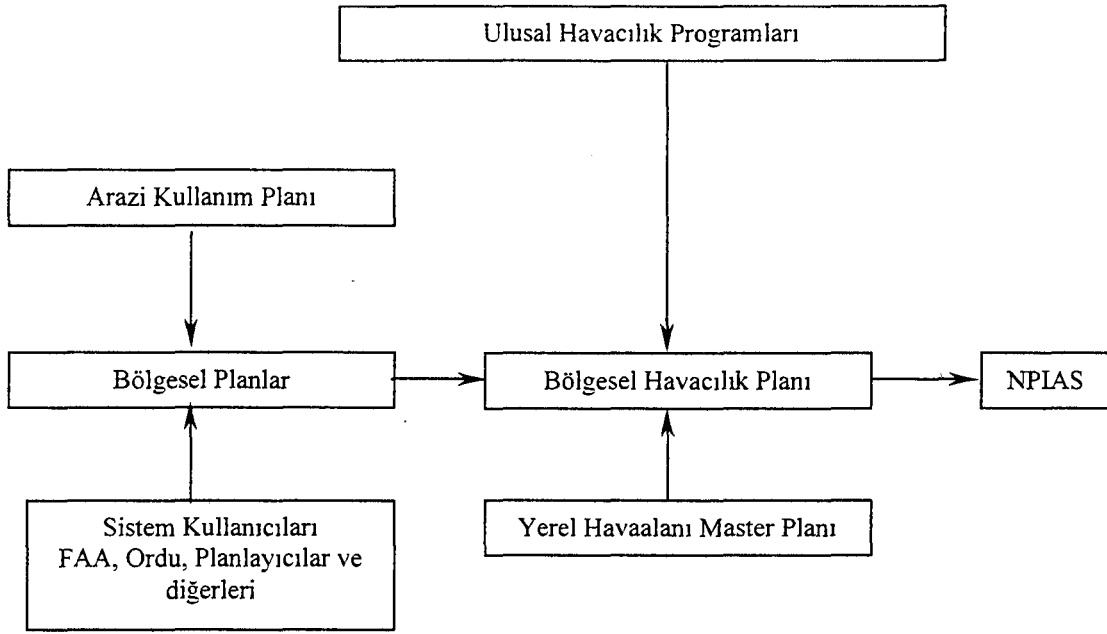 Ulusal Havacılık Programları
Arazi Kullanım Planı
Bölgesel Planlar
Bölgesel Havacılık Planı
NPIAS
Sistem Kullanıcıları
FAA, Ordu, Planlayıcılar ve
diğerleri
Yerel Havaalanı Master Planı